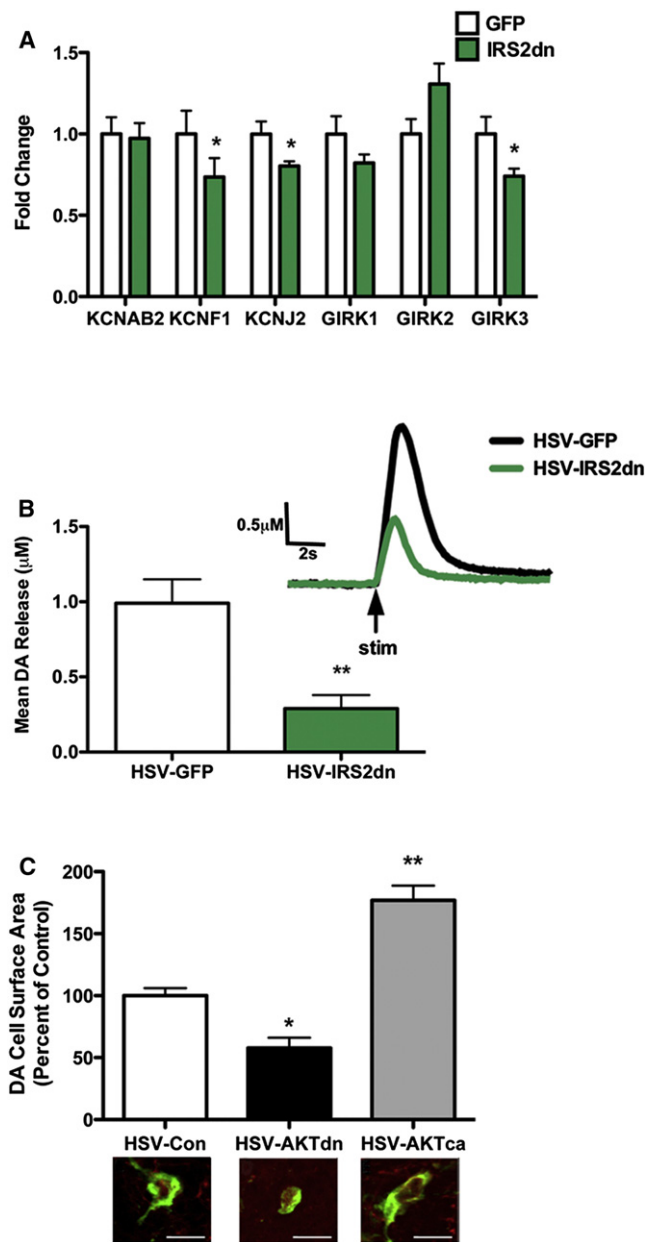 A
GFP
IRS2dn
Fold Change
1.5
1.0
0.5
0.0
* * *
KCNAB2 KCNF1 KCNJ2 GIRK1 GIRK2 GIRK3
B
HSV-GFP
HSV-IRS2dn
0.5μM
2s
stim
Mean DA Release (μM)
1.5
1.0
0.5
0.0
**
HSV-GFP HSV-IRS2dn
C
DA Cell Surface Area
(Percent of Control)
200
150
100
50
0
*
**
HSV-Con HSV-AKTdn HSV-AKTca